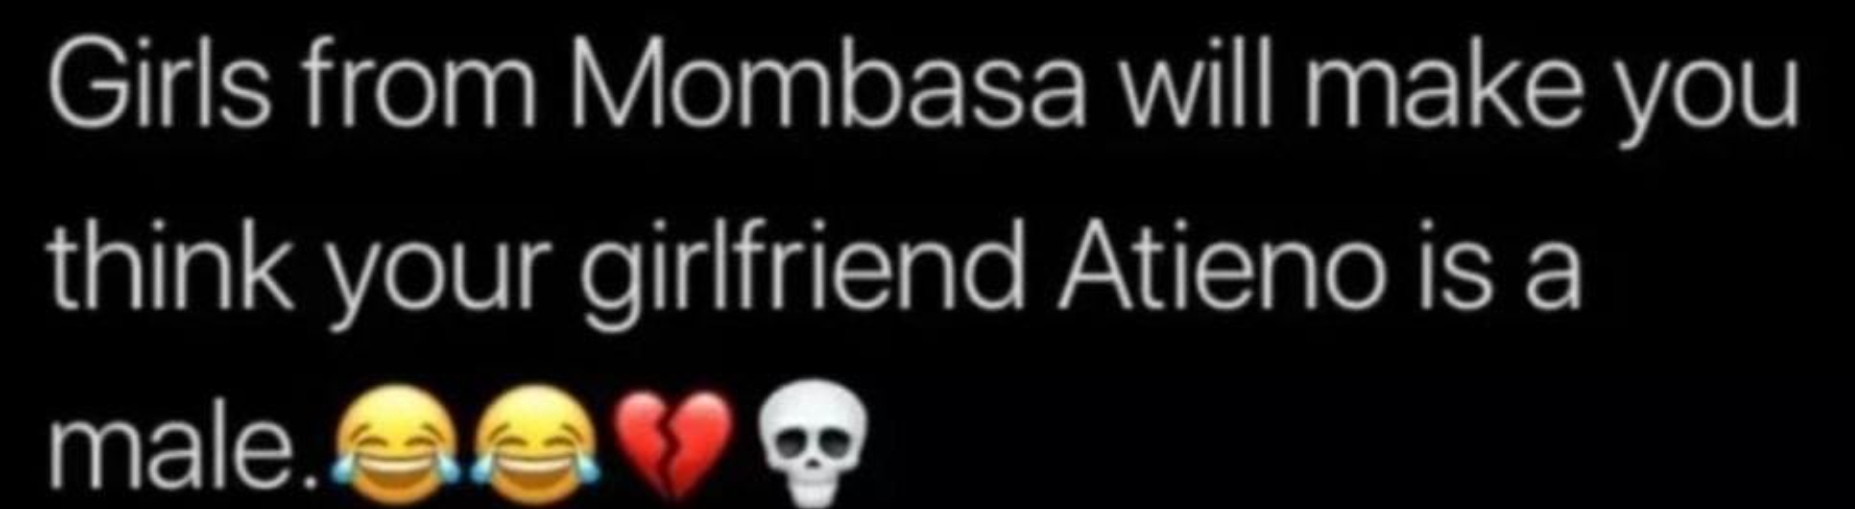 Girls from Mombasa will make you
think your girlfriend Atieno is a
male.😂😂💔💀